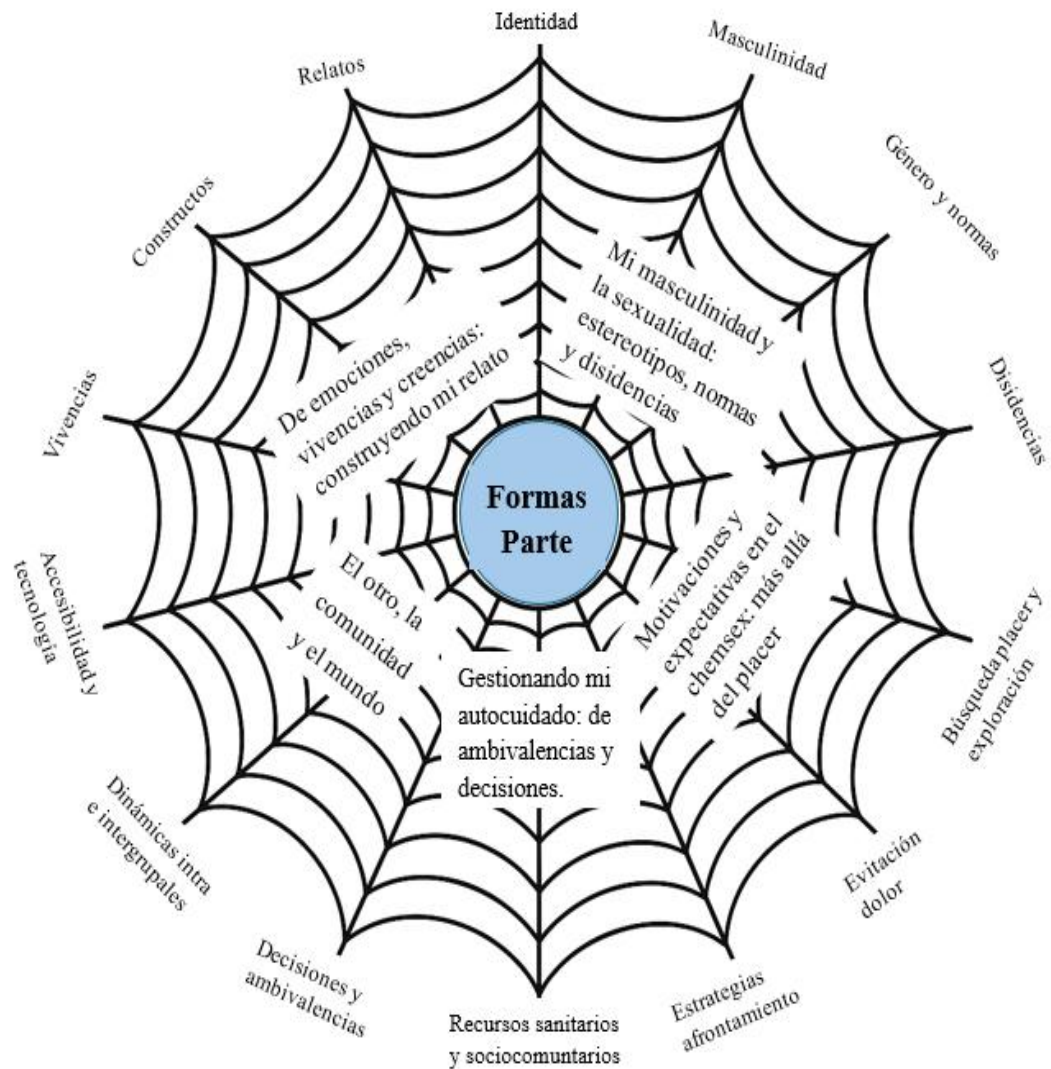 Identidad
Masculinidad
Género y normas
Disidencias
Búsqueda placer y
exploración
Evitación
dolor
Estrategias
afrontamiento
Recursos sanitarios
y sociocomuntarios
Decisiones y
ambivalencias
Dinámicas intra
e intergrupales
Accesibilidad y
tecnología
Vivencias
Constructos
Relatos
Mi masculinidad y
la sexualidad:
estereotipos, normas
y disidencias
Motivaciones y
expectativas en el
chemsex: más allá
del placer
Gestionando mi
autocuidado: de
ambivalencias y
decisiones.
El otro, la
comunidad
y el mundo
De emociones,
vivencias y creencias:
construyendo mi relato
Formas
Parte